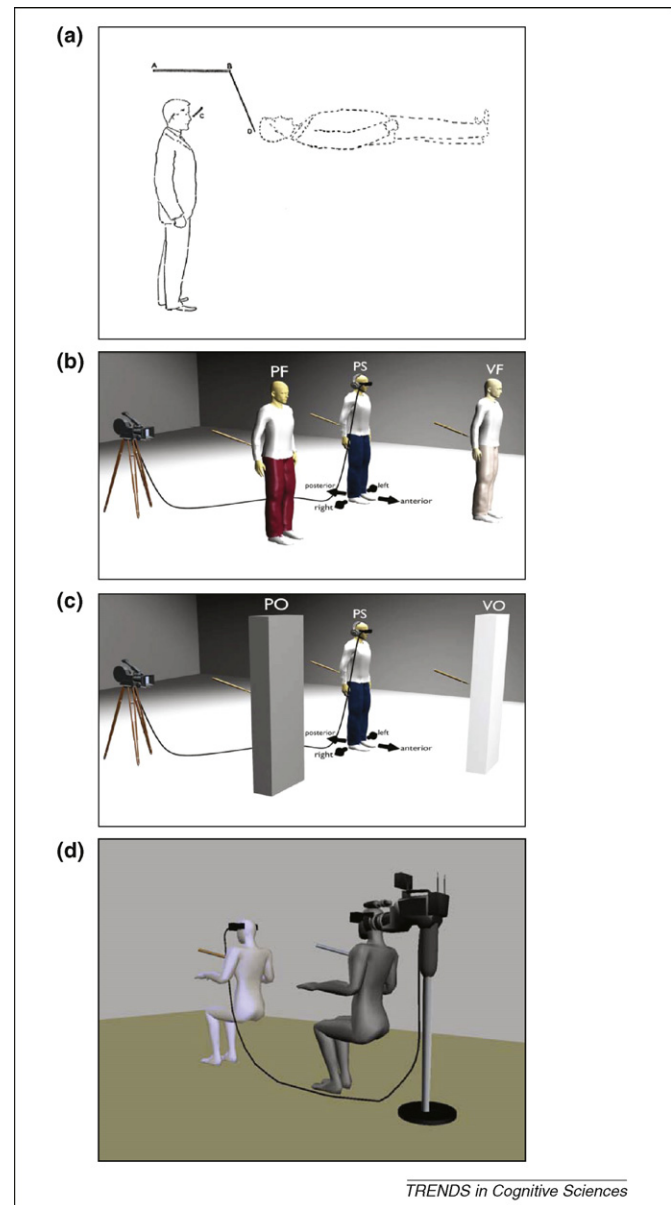 (a)
A B
C
D
(b)
PF PS VF
posterior left
right anterior
(c)
PO PS VO
posterior left
right anterior
(d)
TRENDS in Cognitive Sciences